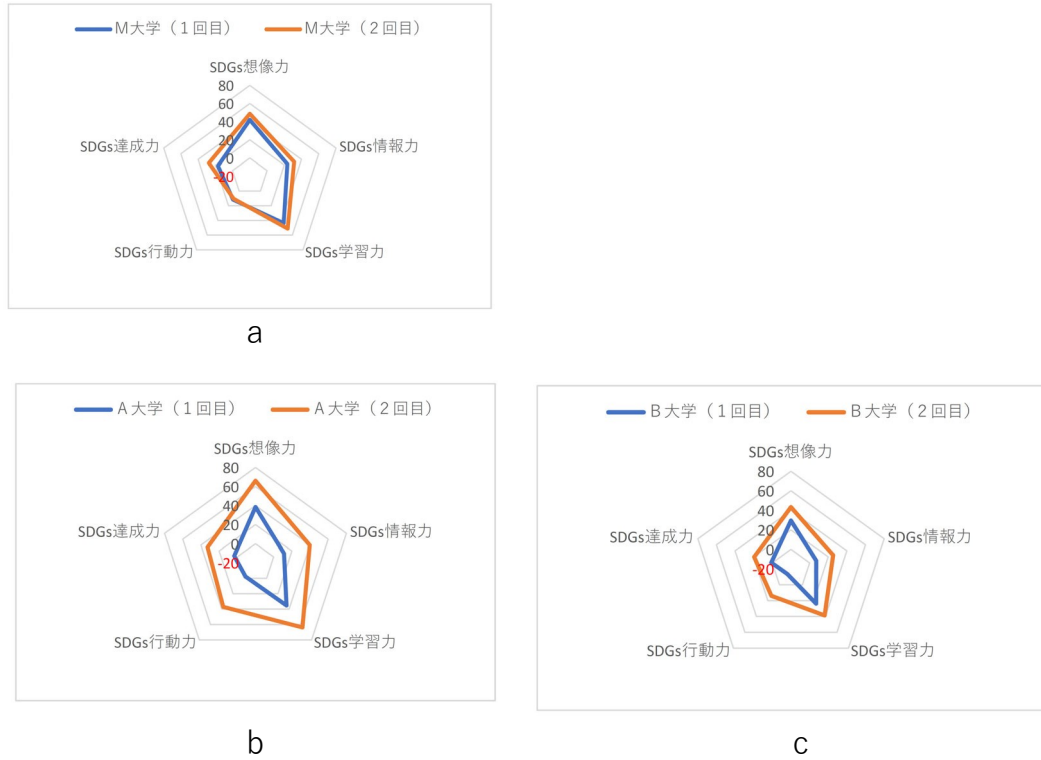 M大学（1回目） M大学（2回目）
SDGs想像力
80
60
40
20
0
-20
SDGs達成力 SDGs情報力
SDGs行動力 SDGs学習力
a
A大学（1回目） A大学（2回目）
SDGs想像力
80
60
40
20
0
-20
SDGs達成力 SDGs情報力
SDGs行動力 SDGs学習力
b
B大学（1回目） B大学（2回目）
SDGs想像力
80
60
40
20
0
-20
SDGs達成力 SDGs情報力
SDGs行動力 SDGs学習力
c